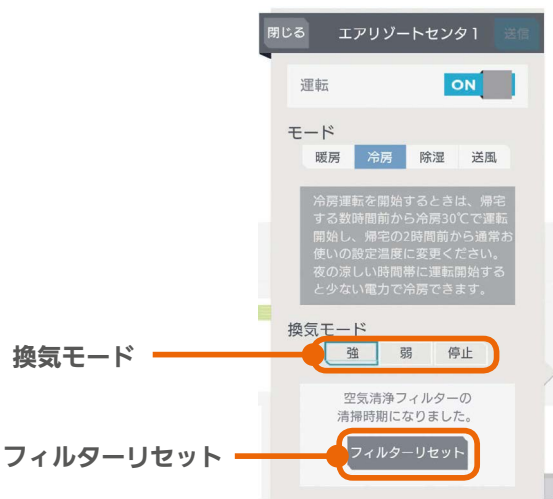 閉じる エアリゾートセンタ1 送信
運転 ON
モード
暖房 冷房 除湿 送風
冷房運転を開始するときは、帰宅
する数時間前から冷房30℃で運転
開始し、帰宅の2時間前から通常お
使いの設定温度に変更ください。
夜の涼しい時間帯に運転開始する
と少ない電力で冷房できます。
換気モード
換気モード
強 弱 停止
空気清浄フィルターの
清掃時期になりました。
フィルターリセット
フィルターリセット